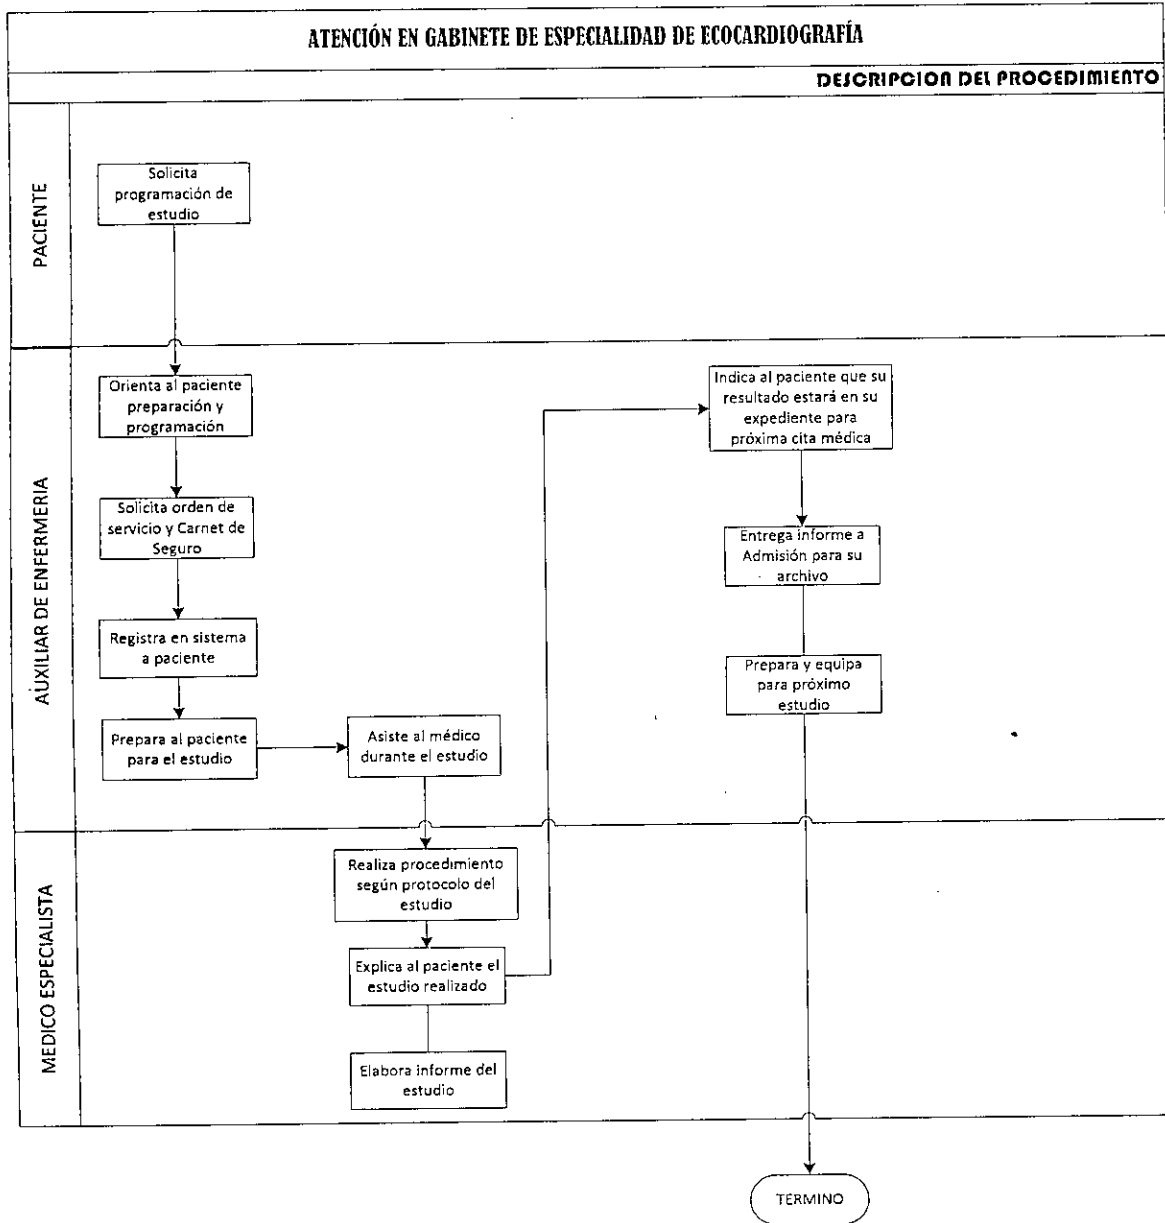 ATENCIÓN EN GABINETE DE ESPECIALIDAD DE ECOCARDIOGRAFÍA
DESCRIPCION DEL PROCEDIMIENTO
PACIENTE
Solicita
programación de
estudio
AUXILIAR DE ENFERMERIA
Orienta al paciente
preparación y
programación
Solicita orden de
servicio y Carnet de
Seguro
Registra en sistema
a paciente
Prepara al paciente
para el estudio
Asiste al médico
durante el estudio
Indica al paciente que su
resultado estará en su
expediente para
próxima cita médica
Entrega informe a
Admisión para su
archivo
Prepara y equipa
para próximo
estudio
MEDICO ESPECIALISTA
Realiza procedimiento
según protocolo del
estudio
Explica al paciente el
estudio realizado
Elabora informe del
estudio
TERMINO